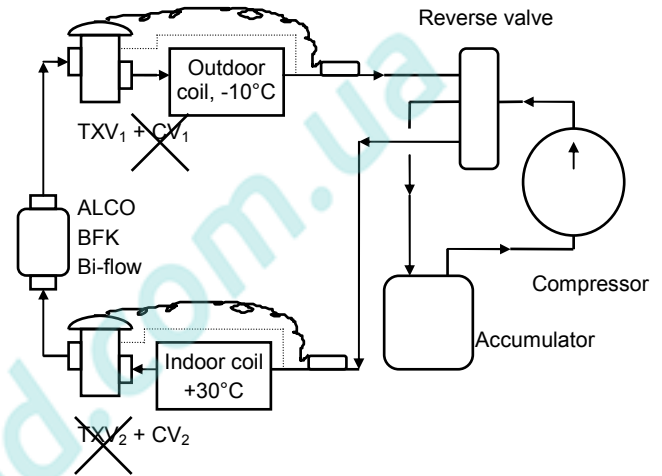 Reverse valve
Outdoor
coil, -10°C
TXV₁ + CV₁
ALCO
BFK
Bi-flow
Compressor
Accumulator
Indoor coil
+30°C
TXV₂ + CV₂
d.com.ua